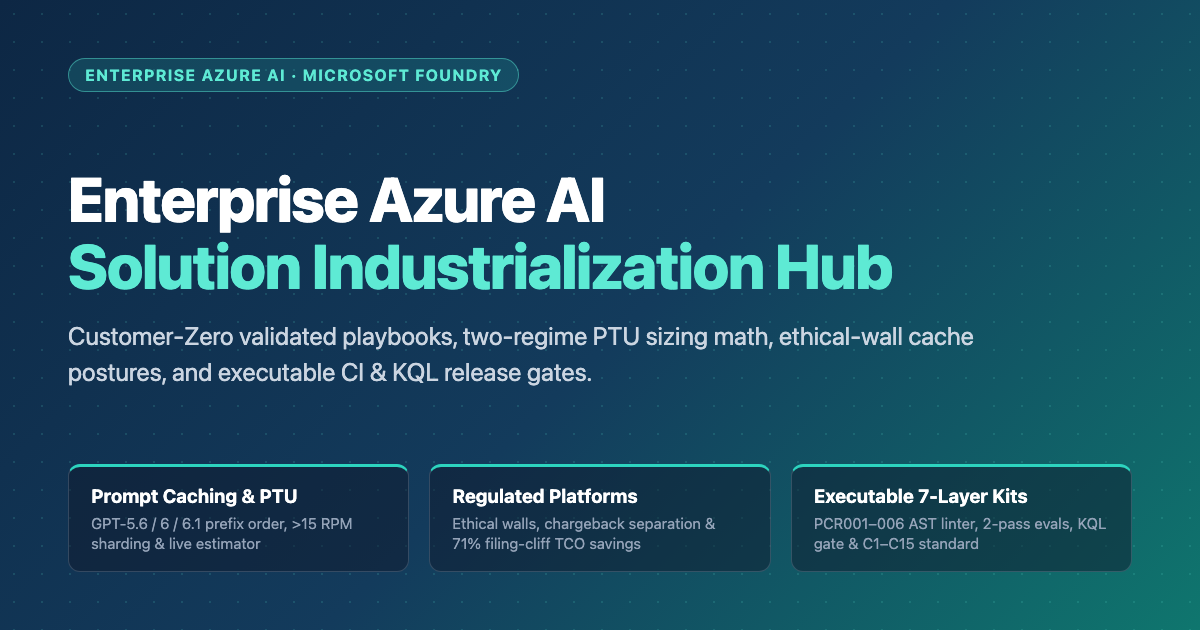 ENTERPRISE AZURE AI · MICROSOFT FOUNDRY
Enterprise Azure AI
Solution Industrialization Hub
Customer-Zero validated playbooks, two-regime PTU sizing math, ethical-wall cache
postures, and executable CI & KQL release gates.
Prompt Caching & PTU
GPT-5.6 / 6 / 6.1 prefix order, >15 RPM
sharding & live estimator
Regulated Platforms
Ethical walls, chargeback separation &
71% filing-cliff TCO savings
Executable 7-Layer Kits
PCR001–006 AST linter, 2-pass evals, KQL
gate & C1–C15 standard